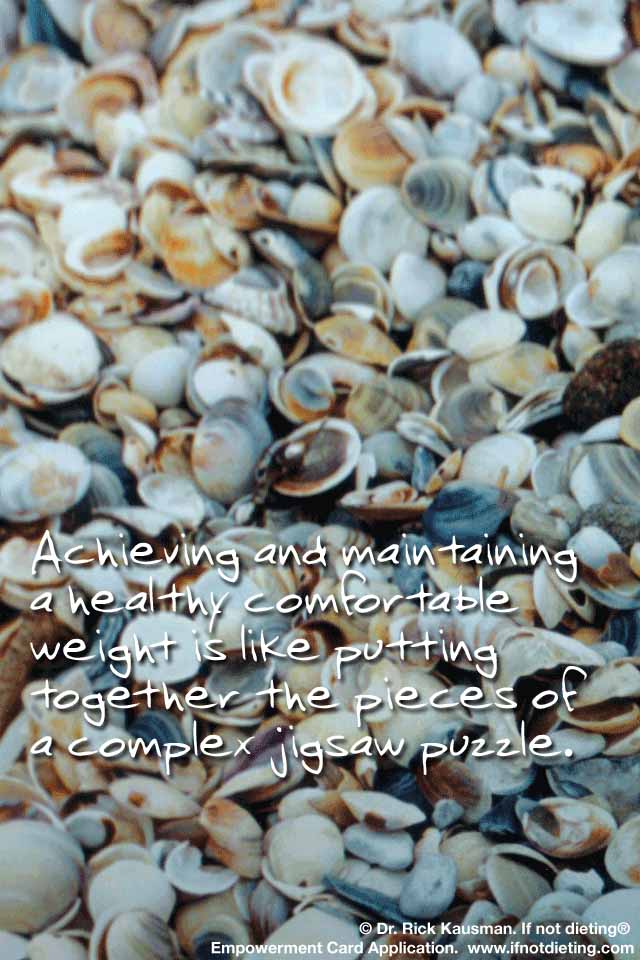 Achieving and maintaining
a healthy comfortable
weight is like putting
together the pieces of
a complex jigsaw puzzle.
© Dr. Rick Kausman. If not dieting®
Empowerment Card Application. www.ifnotdieting.com